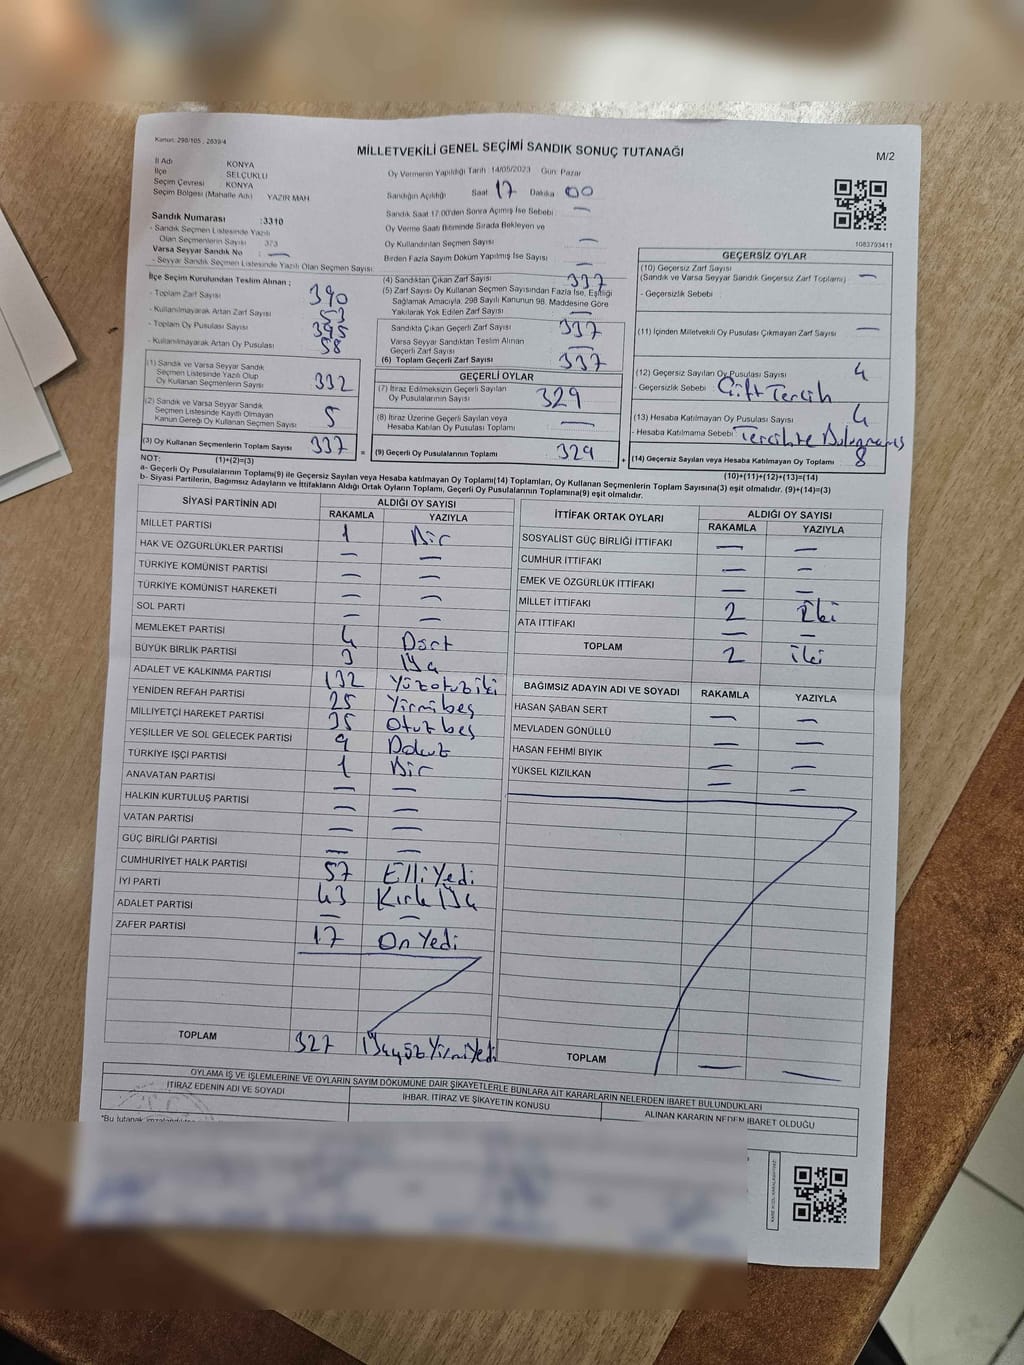 Kanun: 290/105 , 2839/4
MİLLETVEKİLİ GENEL SEÇİMİ SANDIK SONUÇ TUTANAĞI
M/2
İl Adı KONYA
İlçe SELÇUKLU
Seçim Çevresi KONYA
Seçim Bölgesi (Mahalle Adı) YAZIR MAH
Oy Vermenin Yapıldığı Tarih 14/05/2023 Gün: Pazar
Sandığın Açıldığı Saat 17 Dakika 00
Sandık Saat 17:00'den Sonra Açımış İse Sebebi : —
Oy Verme Saati Bitiminde Sırada Bekleyen ve
Oy Kullandırılan Seçmen Sayısı : —
Birden Fazla Sayım Döküm Yapılmış İse Sayısı : —
Sandık Numarası :3310
- Sandık Seçmen Listesinde Yazılı
Olan Seçmenlerin Sayısı 373
Varsa Seyyar Sandık No : —
- Seyyar Sandık Seçmen Listesinde Yazılı Olan Seçmen Sayısı:
1083793411
İlçe Seçim Kurulundan Teslim Alınan ;
- Toplam Zarf Sayısı 390
- Kullanılmayarak Artan Zarf Sayısı 53
- Toplam Oy Pusulası Sayısı 395
- Kullanılmayarak Artan Oy Pusulası 58
(1) Sandık ve Varsa Seyyar Sandık
Seçmen Listesinde Yazılı Olup
Oy Kullanan Seçmenlerin Sayısı 332
(2) Sandık ve Varsa Seyyar Sandık
Seçmen Listesinde Kayıtlı Olmayan
Kanun Gereği Oy Kullanan Seçmen Sayısı 5
(3) Oy Kullanan Seçmenlerin Toplam Sayısı 337
(4) Sandıktan Çıkan Zarf Sayısı 337
(5) Zarf Sayısı Oy Kullanan Seçmen Sayısından Fazla İse, Eşitliği
Sağlamak Amacıyla, 298 Sayılı Kanunun 98. Maddesine Göre
Yakılarak Yok Edilen Zarf Sayısı : —
Sandıkta Çıkan Geçerli Zarf Sayısı 337
Varsa Seyyar Sandıktan Teslim Alınan
Geçerli Zarf Sayısı —
(6) Toplam Geçerli Zarf Sayısı 337
GEÇERLİ OYLAR
(7) İtiraz Edilmeksizin Geçerli Sayılan
Oy Pusulalarının Sayısı 329
(8) İtiraz Üzerine Geçerli Sayılan veya
Hesaba Katılan Oy Pusulası Toplamı —
= (9) Geçerli Oy Pusulalarının Toplamı 329
GEÇERSİZ OYLAR
(10) Geçersiz Zarf Sayısı
(Sandık ve Varsa Seyyar Sandık Geçersiz Zarf Toplamı) —
- Geçersizlik Sebebi :
(11) İçinden Milletvekili Oy Pusulası Çıkmayan Zarf Sayısı —
(12) Geçersiz Sayılan Oy Pusulası Sayısı 4
- Geçersizlik Sebebi : Çift Tercih
(13) Hesaba Katılmayan Oy Pusulası Sayısı 4
- Hesaba Katılmama Sebebi : Tercihte Bulunmamış
+ (14) Geçersiz Sayılan veya Hesaba Katılmayan Oy Toplamı 8
NOT: (1)+(2)=(3) (10)+(11)+(12)+(13)=(14)
a- Geçerli Oy Pusulalarının Toplamı(9) ile Geçersiz Sayılan veya Hesaba katılmayan Oy Toplamı(14) Toplamları, Oy Kullanan Seçmenlerin Toplam Sayısına(3) eşit olmalıdır. (9)+(14)=(3)
b- Siyasi Partilerin, Bağımsız Adayların ve İttifakların Aldığı Ortak Oyların Toplamı, Geçerli Oy Pusulalarının Toplamına(9) eşit olmalıdır.
SİYASİ PARTİNİN ADI ALDIĞI OY SAYISI
RAKAMLA YAZIYLA
MİLLET PARTİSİ 1 Bir
HAK VE ÖZGÜRLÜKLER PARTİSİ — —
TÜRKİYE KOMÜNİST PARTİSİ — —
TÜRKİYE KOMÜNİST HAREKETİ — —
SOL PARTİ — —
MEMLEKET PARTİSİ 4 Dört
BÜYÜK BİRLİK PARTİSİ 3 Üç
ADALET VE KALKINMA PARTİSİ 132 Yüzotuziki
YENİDEN REFAH PARTİSİ 25 Yirmibeş
MİLLİYETÇİ HAREKET PARTİSİ 35 Otuzbeş
YEŞİLLER VE SOL GELECEK PARTİSİ 9 Dokuz
TÜRKİYE İŞÇİ PARTİSİ 1 Bir
ANAVATAN PARTİSİ — —
HALKIN KURTULUŞ PARTİSİ — —
VATAN PARTİSİ — —
GÜÇ BİRLİĞİ PARTİSİ — —
CUMHURİYET HALK PARTİSİ 57 Elli Yedi
İYİ PARTİ 43 Kırk Üç
ADALET PARTİSİ — —
ZAFER PARTİSİ 17 On Yedi
TOPLAM 327 Üçyüz Yirmi Yedi
İTTİFAK ORTAK OYLARI ALDIĞI OY SAYISI
RAKAMLA YAZIYLA
SOSYALİST GÜÇ BİRLİĞİ İTTİFAKI — —
CUMHUR İTTİFAKI — —
EMEK VE ÖZGÜRLÜK İTTİFAKI — —
MİLLET İTTİFAKI 2 İki
ATA İTTİFAKI — —
TOPLAM 2 İki
BAĞIMSIZ ADAYIN ADI VE SOYADI RAKAMLA YAZIYLA
HASAN ŞABAN SERT — —
MEVLADEN GÖNÜLLÜ — —
HASAN FEHMİ BIYIK — —
YÜKSEL KIZILKAN — —
TOPLAM — —
OYLAMA İŞ VE İŞLEMLERİNE VE OYLARIN SAYIM DÖKÜMÜNE DAİR ŞİKAYETLERLE BUNLARA AİT KARARLARIN NELERDEN İBARET BULUNDUKLARI
İTİRAZ EDENİN ADI VE SOYADI
İHBAR, İTİRAZ VE ŞİKAYETİN KONUSU
ALINAN KARARIN NEDEN İBARET OLDUĞU
"Bu tutanak